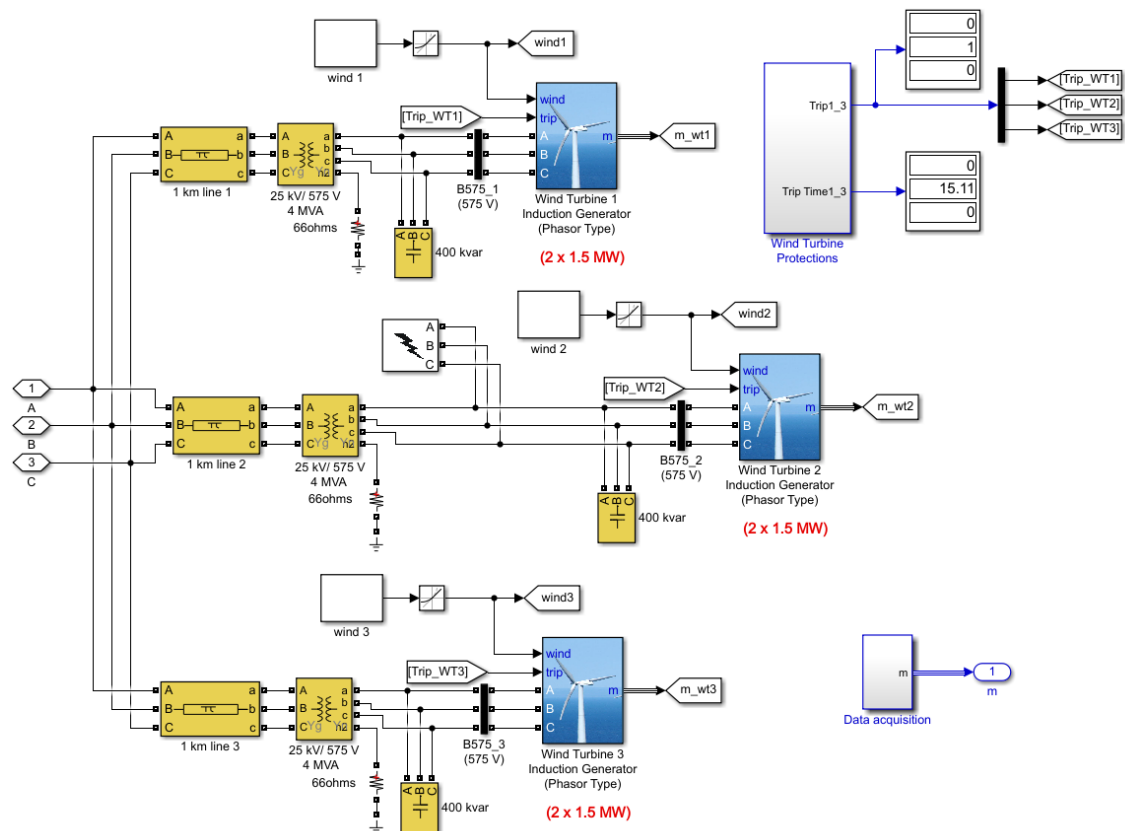 wind 1
wind1
[Trip_WT1]
wind
trip
A
B
C
m
m_wt1
A
B
C
a
b
c
1 km line 1
A
B
C
a
b
c
n2
Yg
25 kV/ 575 V
4 MVA
66ohms
A
B
C
400 kvar
B575_1
(575 V)
Wind Turbine 1
Induction Generator
(Phasor Type)
(2 x 1.5 MW)
0
1
0
Trip1_3
[Trip_WT1]
[Trip_WT2]
[Trip_WT3]
Trip Time1_3
0
15.11
0
Wind Turbine
Protections
wind 2
wind2
A
B
C
1
A
2
B
3
C
[Trip_WT2]
wind
trip
A
B
C
m
m_wt2
A
B
C
a
b
c
1 km line 2
A
B
C
a
b
c
n2
Yg
25 kV/ 575 V
4 MVA
66ohms
A
B
C
400 kvar
B575_2
(575 V)
Wind Turbine 2
Induction Generator
(Phasor Type)
(2 x 1.5 MW)
wind 3
wind3
[Trip_WT3]
wind
trip
A
B
C
m
m_wt3
A
B
C
a
b
c
1 km line 3
A
B
C
a
b
c
n2
Yg
25 kV/ 575 V
4 MVA
66ohms
A
B
C
400 kvar
B575_3
(575 V)
Wind Turbine 3
Induction Generator
(Phasor Type)
(2 x 1.5 MW)
m
1
m
Data acquisition